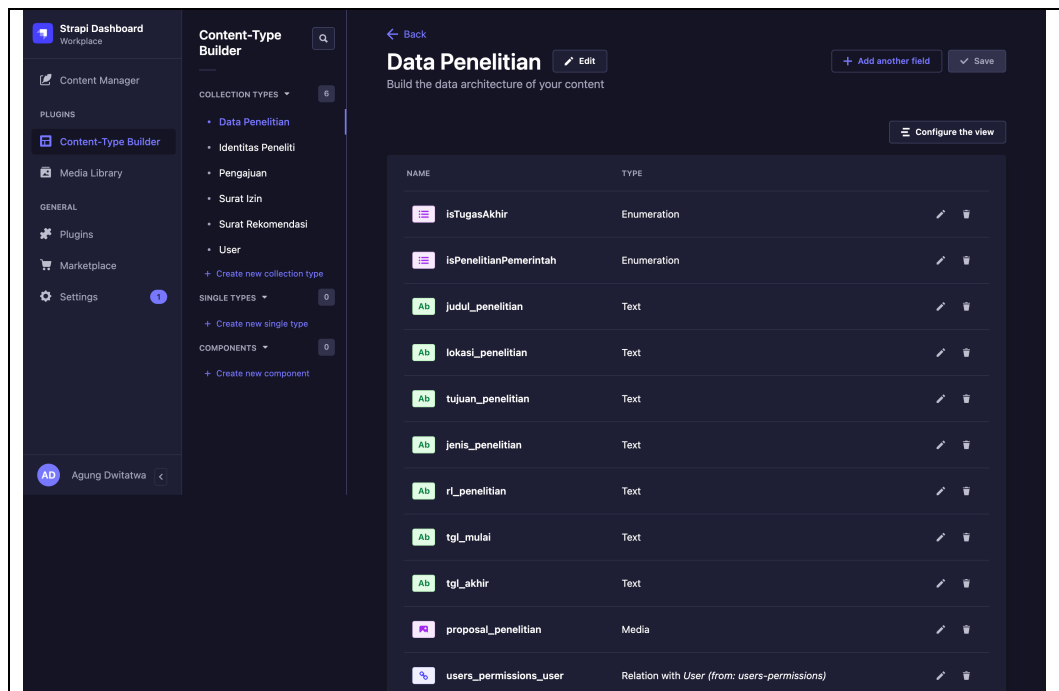 Strapi Dashboard
Workplace
Content Manager
PLUGINS
Content-Type Builder
Media Library
GENERAL
Plugins
Marketplace
Settings 1
AD Agung Dwitatwa
Content-Type
Builder
COLLECTION TYPES 6
Data Penelitian
Identitas Peneliti
Pengajuan
Surat Izin
Surat Rekomendasi
User
+ Create new collection type
SINGLE TYPES 0
+ Create new single type
COMPONENTS 0
+ Create new component
Back
Data Penelitian Edit
+ Add another field Save
Build the data architecture of your content
Configure the view
NAME TYPE
isTugasAkhir Enumeration
isPenelitianPemerintah Enumeration
Ab judul_penelitian Text
Ab lokasi_penelitian Text
Ab tujuan_penelitian Text
Ab jenis_penelitian Text
Ab rl_penelitian Text
Ab tgl_mulai Text
Ab tgl_akhir Text
proposal_penelitian Media
users_permissions_user Relation with User (from: users-permissions)